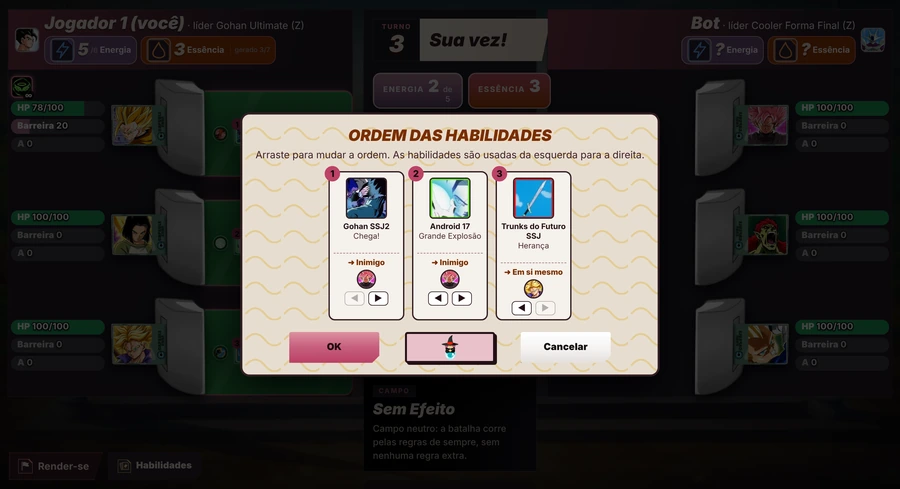 Jogador 1 (você) · líder Gohan Ultimate (Z)
5 Energia
3 Essência
TURNO
3
Sua vez!
Bot · líder Cooler Forma Final (Z)
? Energia
? Essência
ENERGIA 2 de 5
ESSÊNCIA 3
HP 78/100
Barreira 20
A 0
HP 100/100
Barreira 0
A 0
HP 100/100
Barreira 0
A 0
ORDEM DAS HABILIDADES
Arraste para mudar a ordem. As habilidades são usadas da esquerda para a direita.
1
Gohan SSJ2
Chega!
➜ Inimigo
2
Android 17
Grande Explosão
➜ Inimigo
3
Trunks do Futuro
SSJ
Herança
➜ Em si mesmo
OK
Cancelar
HP 100/100
Barreira 0
A 0
HP 100/100
Barreira 0
A 0
HP 100/100
Barreira 0
A 0
CAMPO
Sem Efeito
Campo neutro: a batalha corre
pelas regras de sempre, sem
nenhuma regra extra.
Render-se
Habilidades